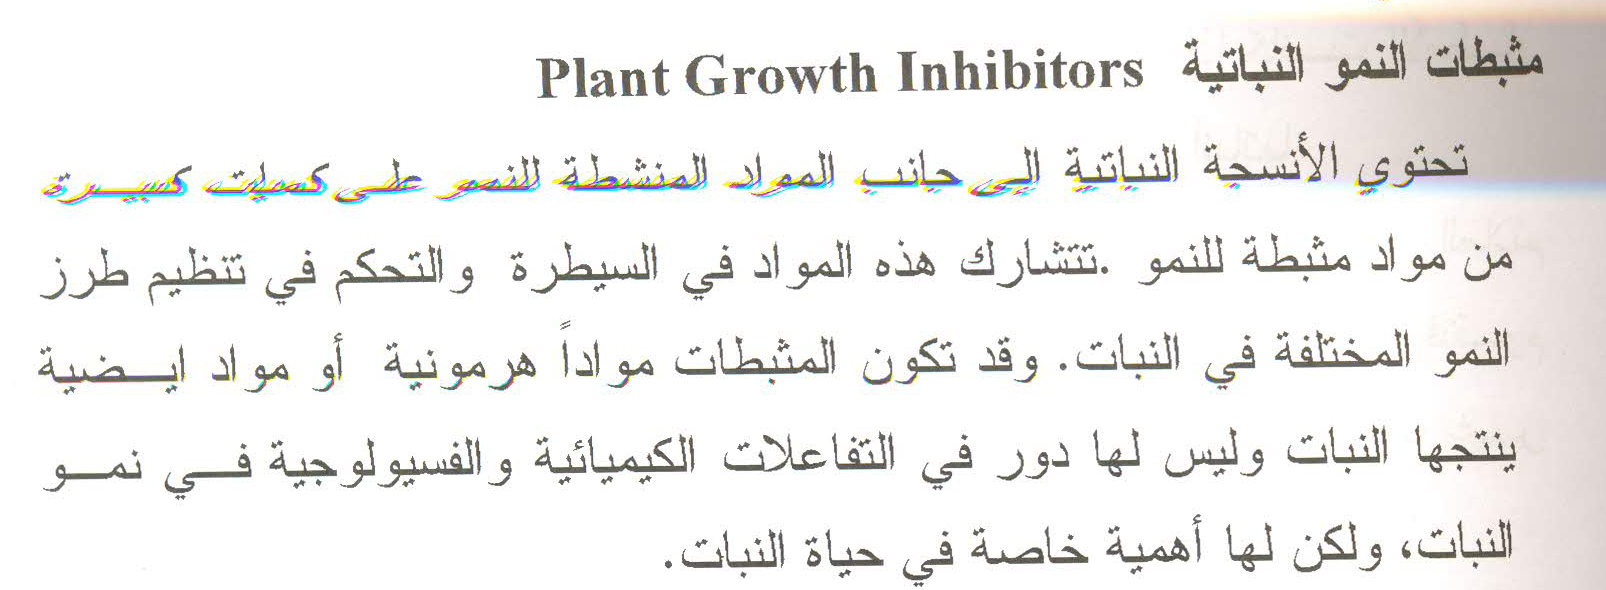 مثبطات النمو النباتية Plant Growth Inhibitors
تحتوي الأنسجة النباتية إلى جانب المواد المنشطة للنمو على كميات كبيرة
من مواد مثبطة للنمو .تتشارك هذه المواد في السيطرة والتحكم في تنظيم طرز
النمو المختلفة في النبات. وقد تكون المثبطات مواداً هرمونية أو مواد ايضية
ينتجها النبات وليس لها دور في التفاعلات الكيميائية والفسيولوجية في نمو
النبات، ولكن لها أهمية خاصة في حياة النبات.